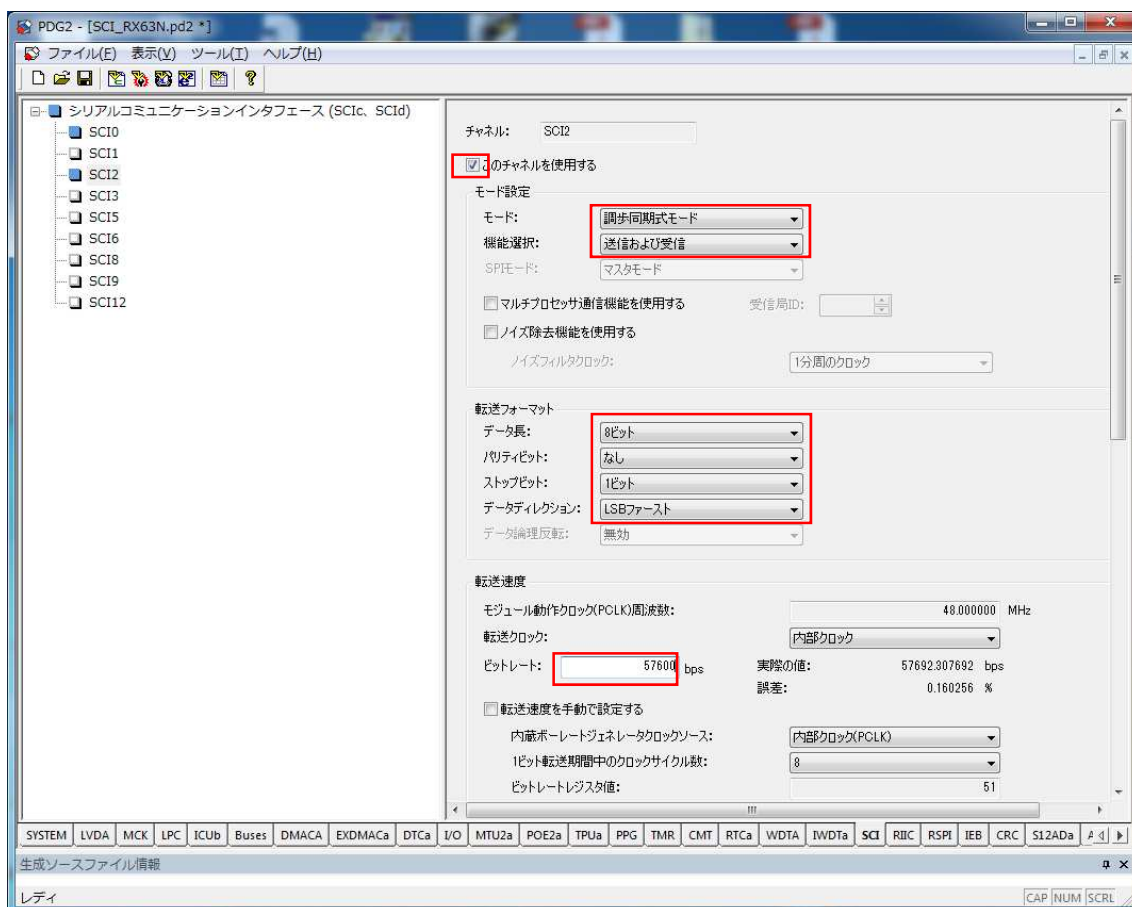 PDG2 - [SCI_RX63N.pd2 *]
ファイル(F) 表示(V) ツール(T) ヘルプ(H)
シリアルコミュニケーションインタフェース (SCIc、SCId)
SCI0
SCI1
SCI2
SCI3
SCI5
SCI6
SCI8
SCI9
SCI12
チャネル: SCI2
このチャネルを使用する
モード設定
モード: 調歩同期式モード
機能選択: 送信および受信
SPIモード: マスタモード
マルチプロセッサ通信機能を使用する 受信局ID:
ノイズ除去機能を使用する
ノイズフィルタクロック: 1分周のクロック
転送フォーマット
データ長: 8ビット
パリティビット: なし
ストップビット: 1ビット
データディレクション: LSBファースト
データ論理反転: 無効
転送速度
モジュール動作クロック(PCLK)周波数: 48.000000 MHz
転送クロック: 内部クロック
ビットレート: 57600 bps 実際の値: 57692.307692 bps
誤差: 0.160256 %
転送速度を手動で設定する
内蔵ボーレートジェネレータクロックソース: 内部クロック(PCLK)
1ビット転送期間中のクロックサイクル数: 8
ビットレートレジスタ値: 51
SYSTEM LVDA MCK LPC ICUb Buses DMACA EXDMACa DTCa I/O MTU2a POE2a TPUa PPG TMR CMT RTCa WDTA IWDTa SCI RIIC RSPI IEB CRC S12ADa
生成ソースファイル情報
レディ CAP NUM SCRL